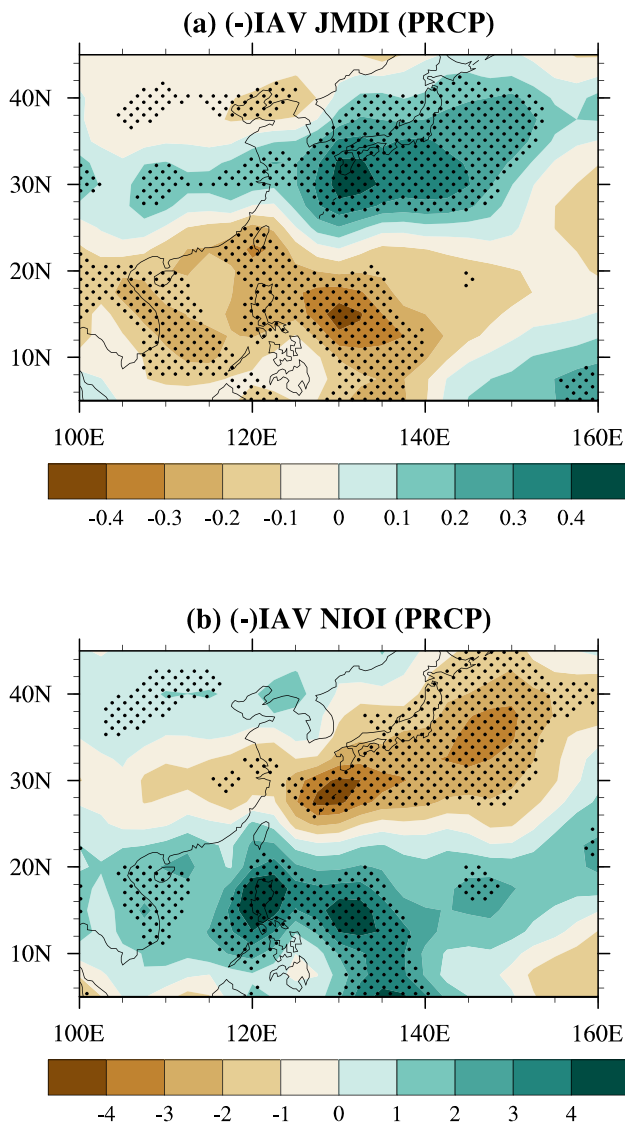 (a) (-)IAV JMDI (PRCP)
40N
30N
20N
10N
100E 120E 140E 160E
-0.4 -0.3 -0.2 -0.1 0 0.1 0.2 0.3 0.4
(b) (-)IAV NIOI (PRCP)
40N
30N
20N
10N
100E 120E 140E 160E
-4 -3 -2 -1 0 1 2 3 4